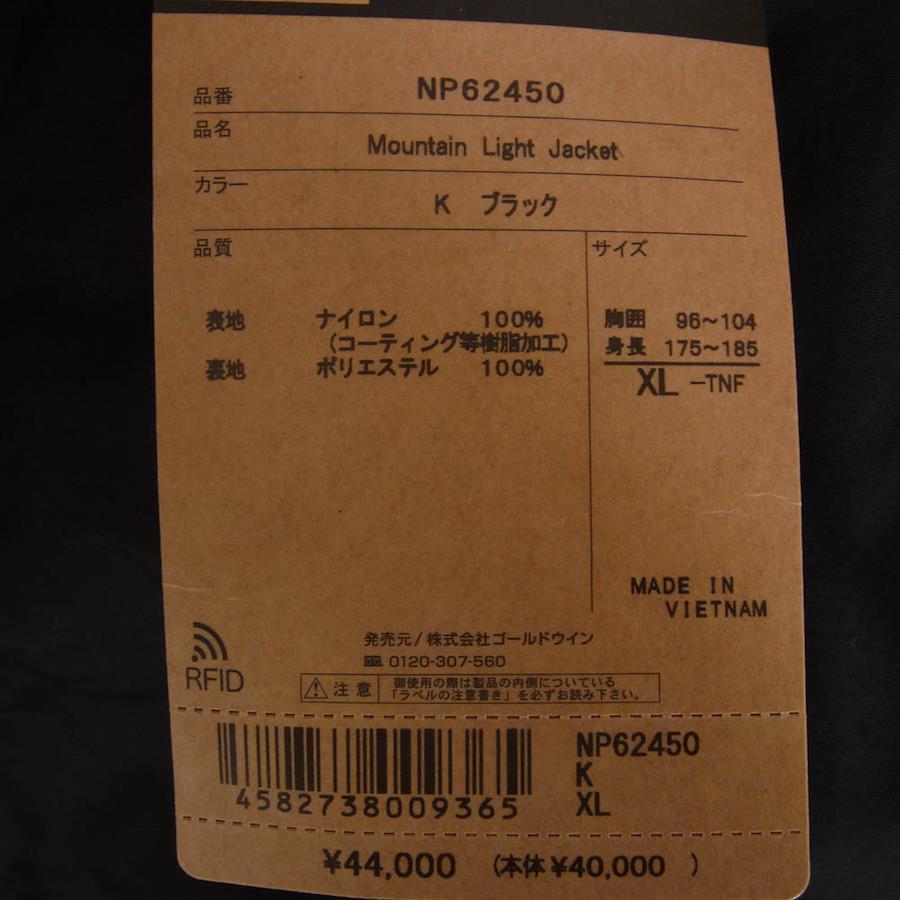 品番 NP62450
品名
Mountain Light Jacket
カラー
K ブラック
品質
表地 ナイロン 100%
(コーティング等樹脂加工)
裏地 ポリエステル 100%
サイズ
胸囲 96~104
身長 175~185
XL -TNF
MADE IN
VIETNAM
RFID
発売元/株式会社ゴールドウイン
0120-307-560
注意
御使用の際は製品の内側についている
「ラベルの注意書き」を必ずお読み下さい。
4582738009365
NP62450
K
XL
¥44,000 (本体¥40,000 )